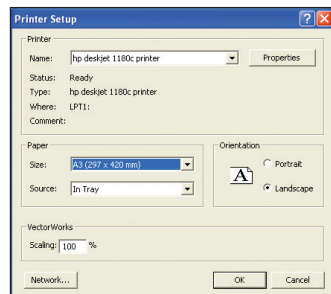 Printer Setup
Printer
Name: hp deskjet 1180c printer Properties
Status: Ready
Type: hp deskjet 1180c printer
Where: LPT1:
Comment:
Paper
Size: A3 (297 x 420 mm)
Source: In Tray
Orientation
A
Portrait
Landscape
VectorWorks
Scaling: 100 %
Network... OK Cancel